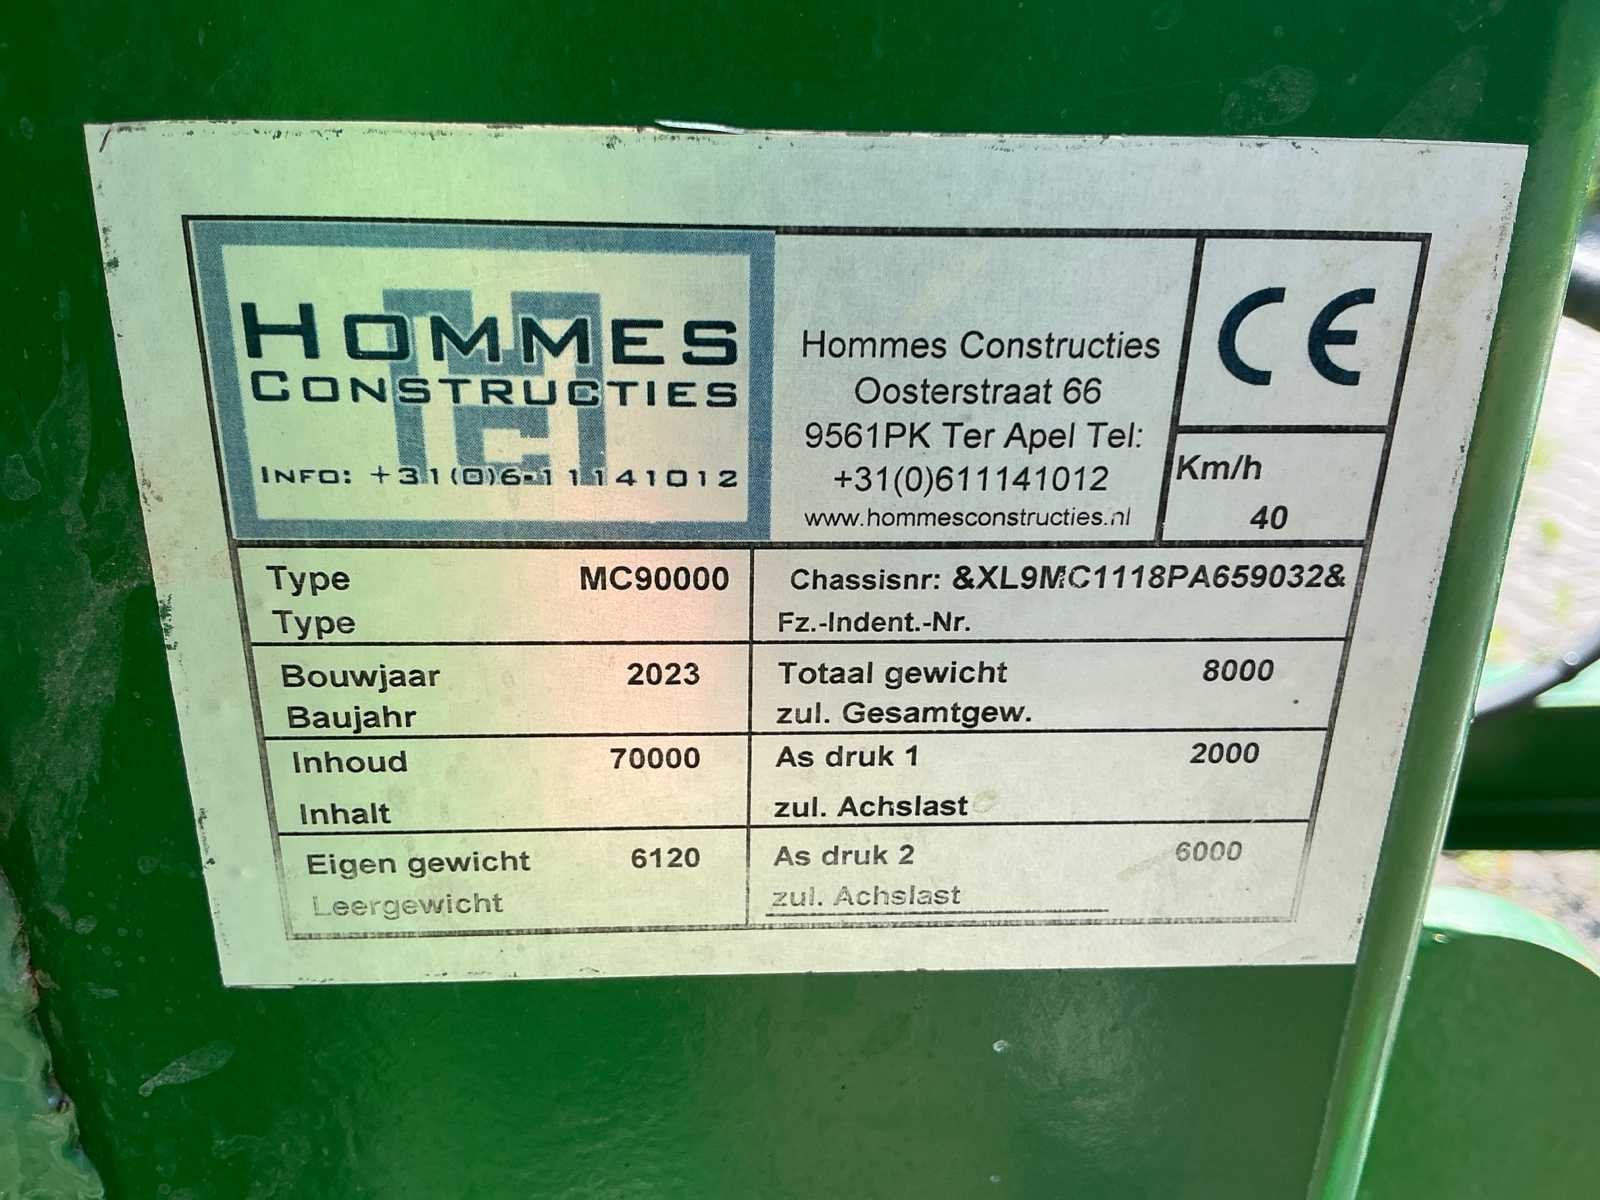 HOMMES
CONSTRUCTIES
INFO: +31(0)6-11141012
Hommes Constructies
Oosterstraat 66
9561PK Ter Apel Tel:
+31(0)611141012
www.hommesconstructies.nl
CE
Km/h
40
Type MC90000
Type
Chassisnr: &XL9MC1118PA659032&
Fz.-Indent.-Nr.
Bouwjaar 2023
Baujahr
Totaal gewicht 8000
zul. Gesamtgew.
Inhoud 70000
Inhalt
As druk 1 2000
zul. Achslast
Eigen gewicht 6120
Leergewicht
As druk 2 6000
zul. Achslast